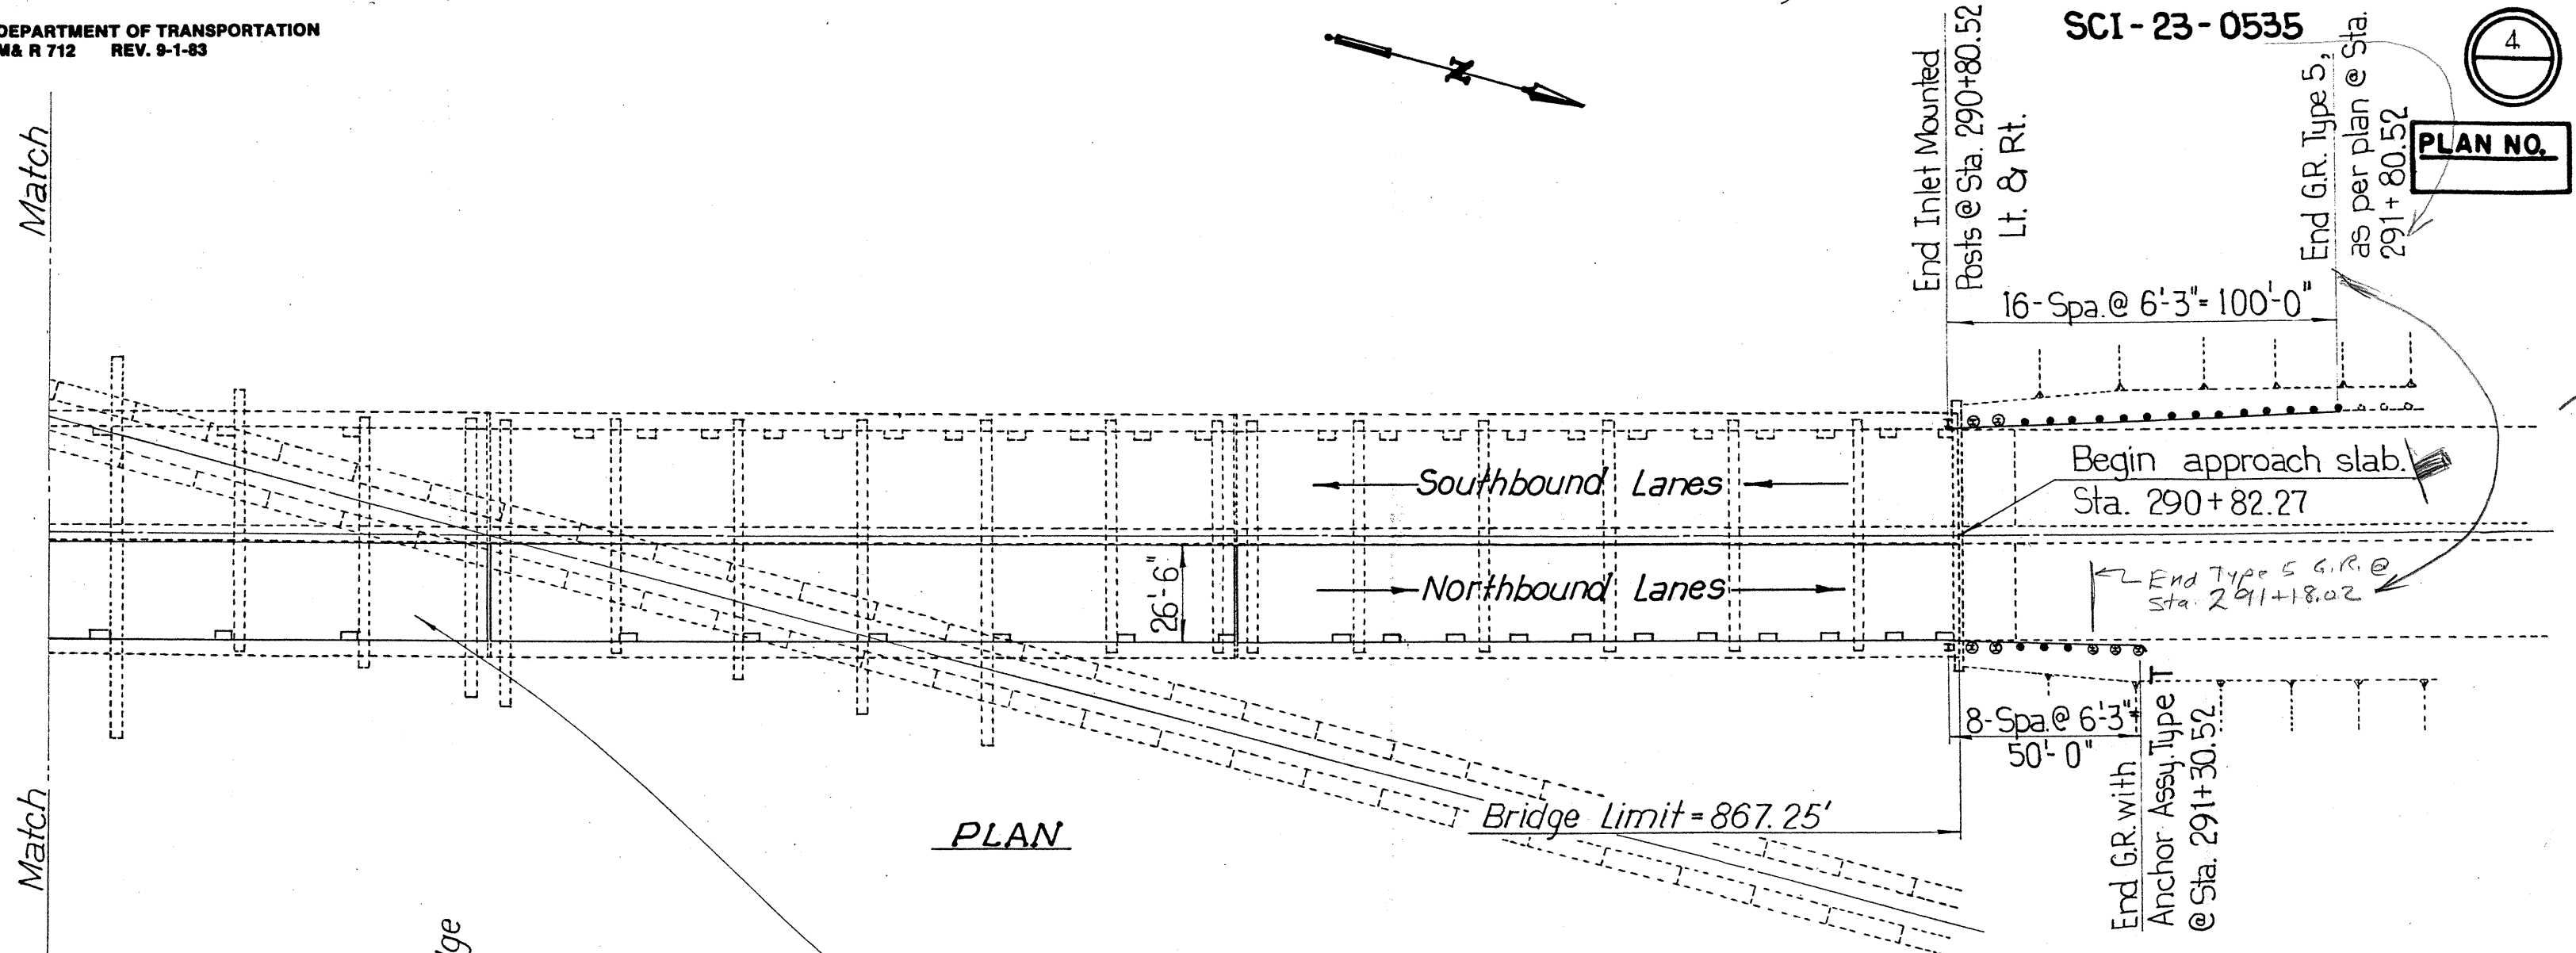 DEPARTMENT OF TRANSPORTATION
M& R 712 REV. 9-1-83
SCI-23-0535
4
PLAN NO.
N
Match
End Inlet Mounted
Posts @ Sta. 290+80.52
Lt. & Rt.
End G.R. Type 5,
as per plan @ Sta.
291+80.52
16-Spa.@ 6'-3"=100'-0"
Southbound Lanes
Begin approach slab.
Sta. 290+82.27
26'-6"
Northbound Lanes
End Type 5 G.R. @
Sta. 291+18.02
8-Spa.@ 6'-3"=
50'-0"
End G.R. with
Anchor Assy. Type T
@ Sta. 291+30.52
Bridge Limit = 867.25'
PLAN
Match